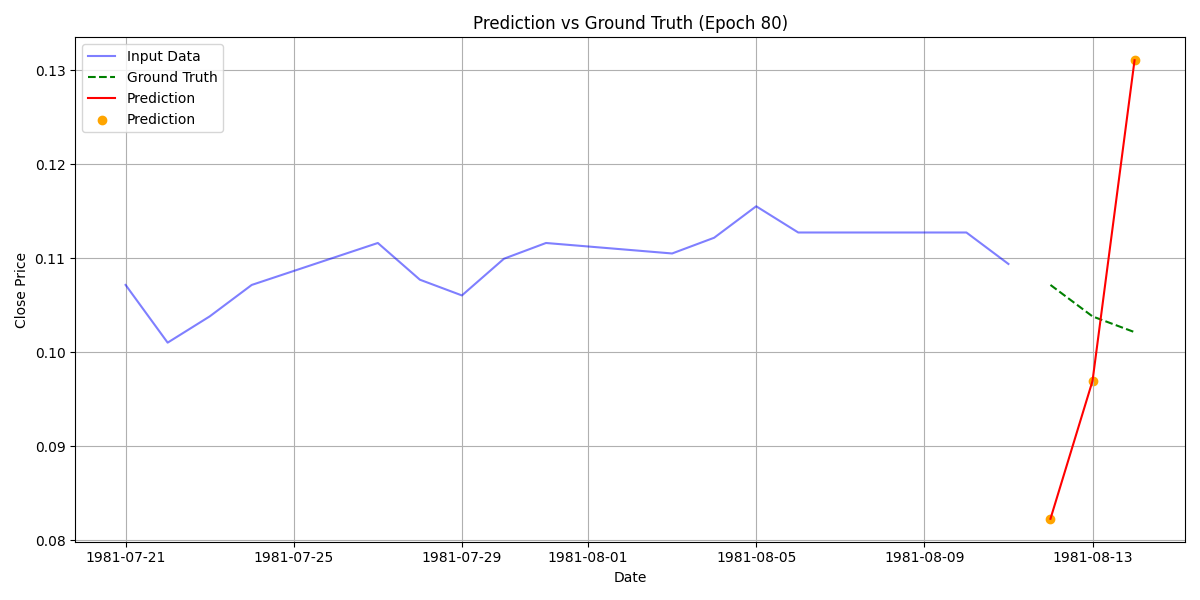 Prediction vs Ground Truth (Epoch 80)
Input Data
Ground Truth
Prediction
Prediction
0.13
0.12
0.11
0.10
0.09
0.08
Close Price
1981-07-21
1981-07-25
1981-07-29
1981-08-01
1981-08-05
1981-08-09
1981-08-13
Date